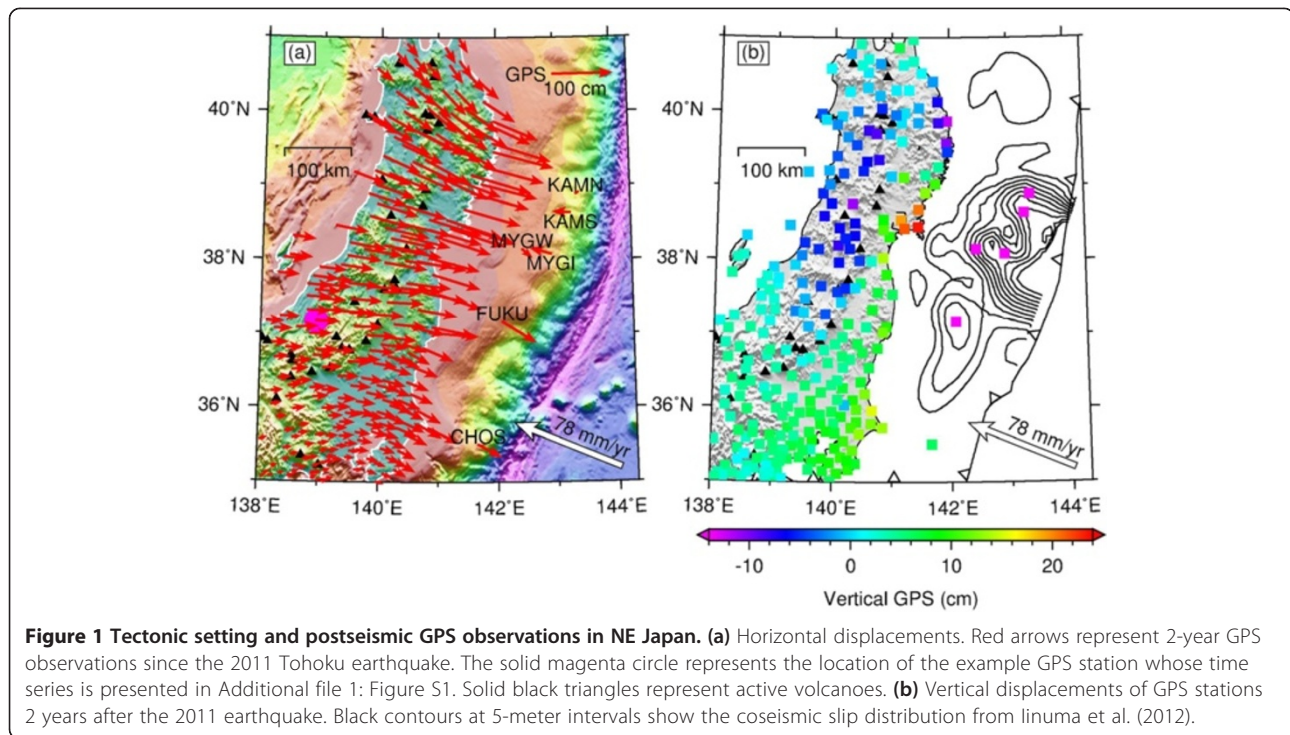 (a)
GPS
100 cm
40°N
100 km
KAMN
KAMS
MYGW
MYGI
38°N
FUKU
36°N
CHOS
78 mm/yr
138°E
140°E
142°E
144°E
(b)
40°N
100 km
38°N
36°N
78 mm/yr
138°E
140°E
142°E
144°E
-10
0
10
20
Vertical GPS (cm)
Figure 1 Tectonic setting and postseismic GPS observations in NE Japan. (a) Horizontal displacements. Red arrows represent 2-year GPS
observations since the 2011 Tohoku earthquake. The solid magenta circle represents the location of the example GPS station whose time
series is presented in Additional file 1: Figure S1. Solid black triangles represent active volcanoes. (b) Vertical displacements of GPS stations
2 years after the 2011 earthquake. Black contours at 5-meter intervals show the coseismic slip distribution from Iinuma et al. (2012).